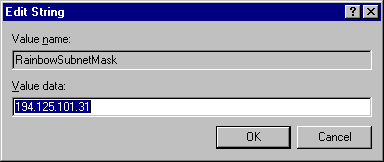 Edit String
Value name:
RainbowSubnetMask
Value data:
194.125.101.31
OK
Cancel